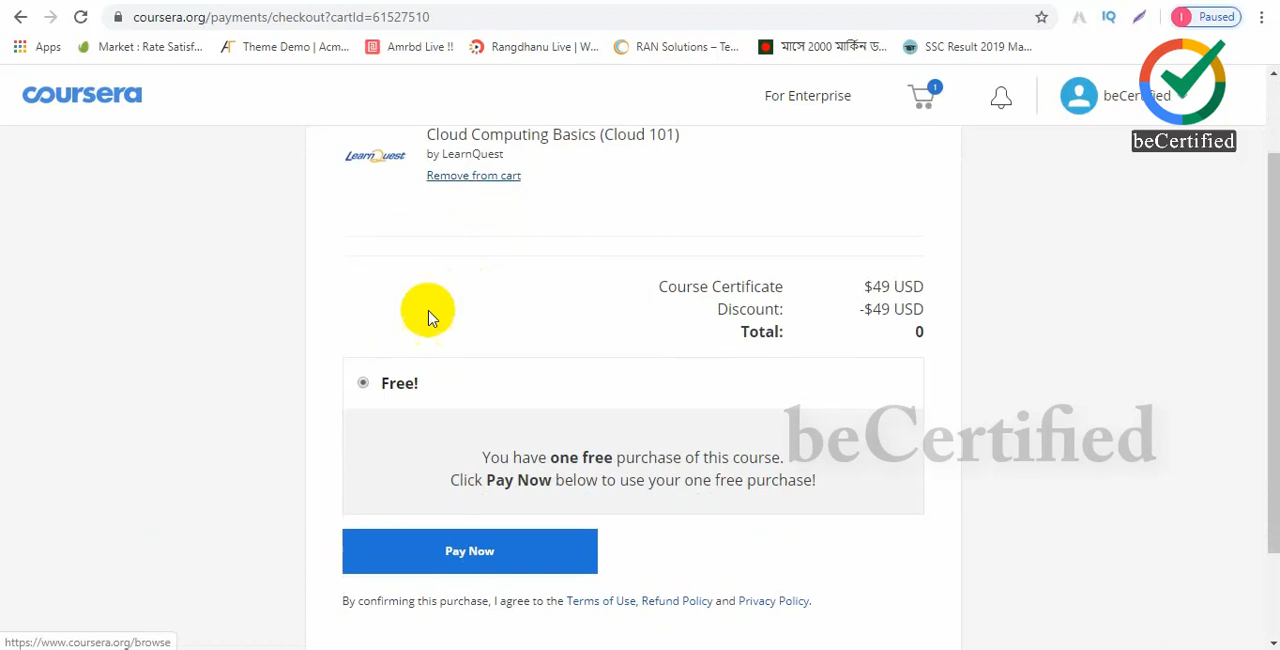 coursera.org/payments/checkout?cartId=61527510
Paused
Apps
Market : Rate Satisf...
Theme Demo | Acm...
Amrbd Live !!
Rangdhanu Live | W...
RAN Solutions – Te...
মাসে 2000 মার্কিন ড...
SSC Result 2019 Ma...
coursera
For Enterprise
1
beCertified
beCertified
Cloud Computing Basics (Cloud 101)
LearnQuest
by LearnQuest
Remove from cart
Course Certificate $49 USD
Discount: -$49 USD
Total: 0
Free!
beCertified
You have one free purchase of this course.
Click Pay Now below to use your one free purchase!
Pay Now
By confirming this purchase, I agree to the Terms of Use, Refund Policy and Privacy Policy.
https://www.coursera.org/browse